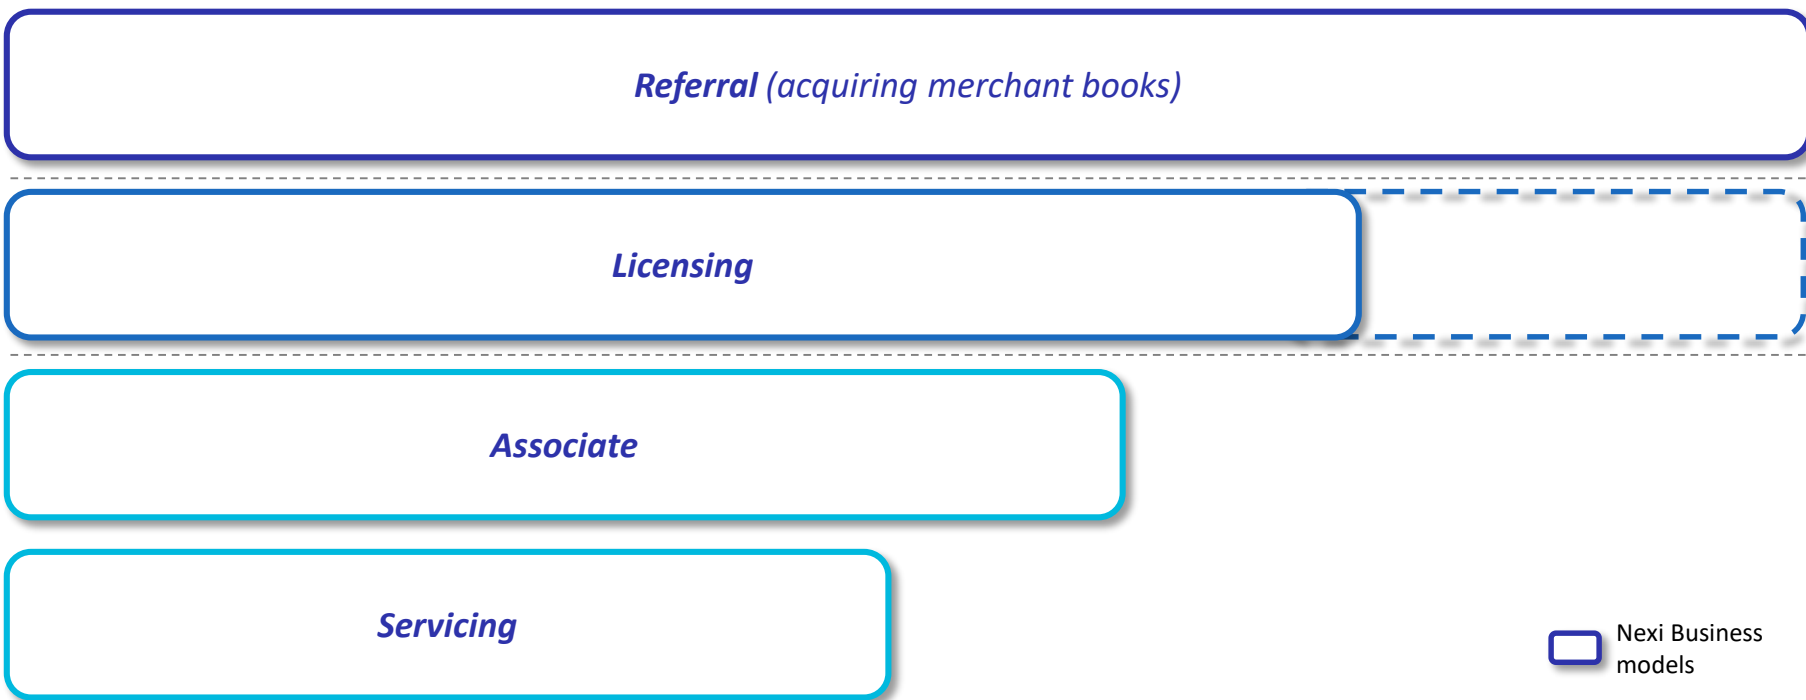 Referral (acquiring merchant books)
Licensing
Associate
Servicing
Nexi Business
models